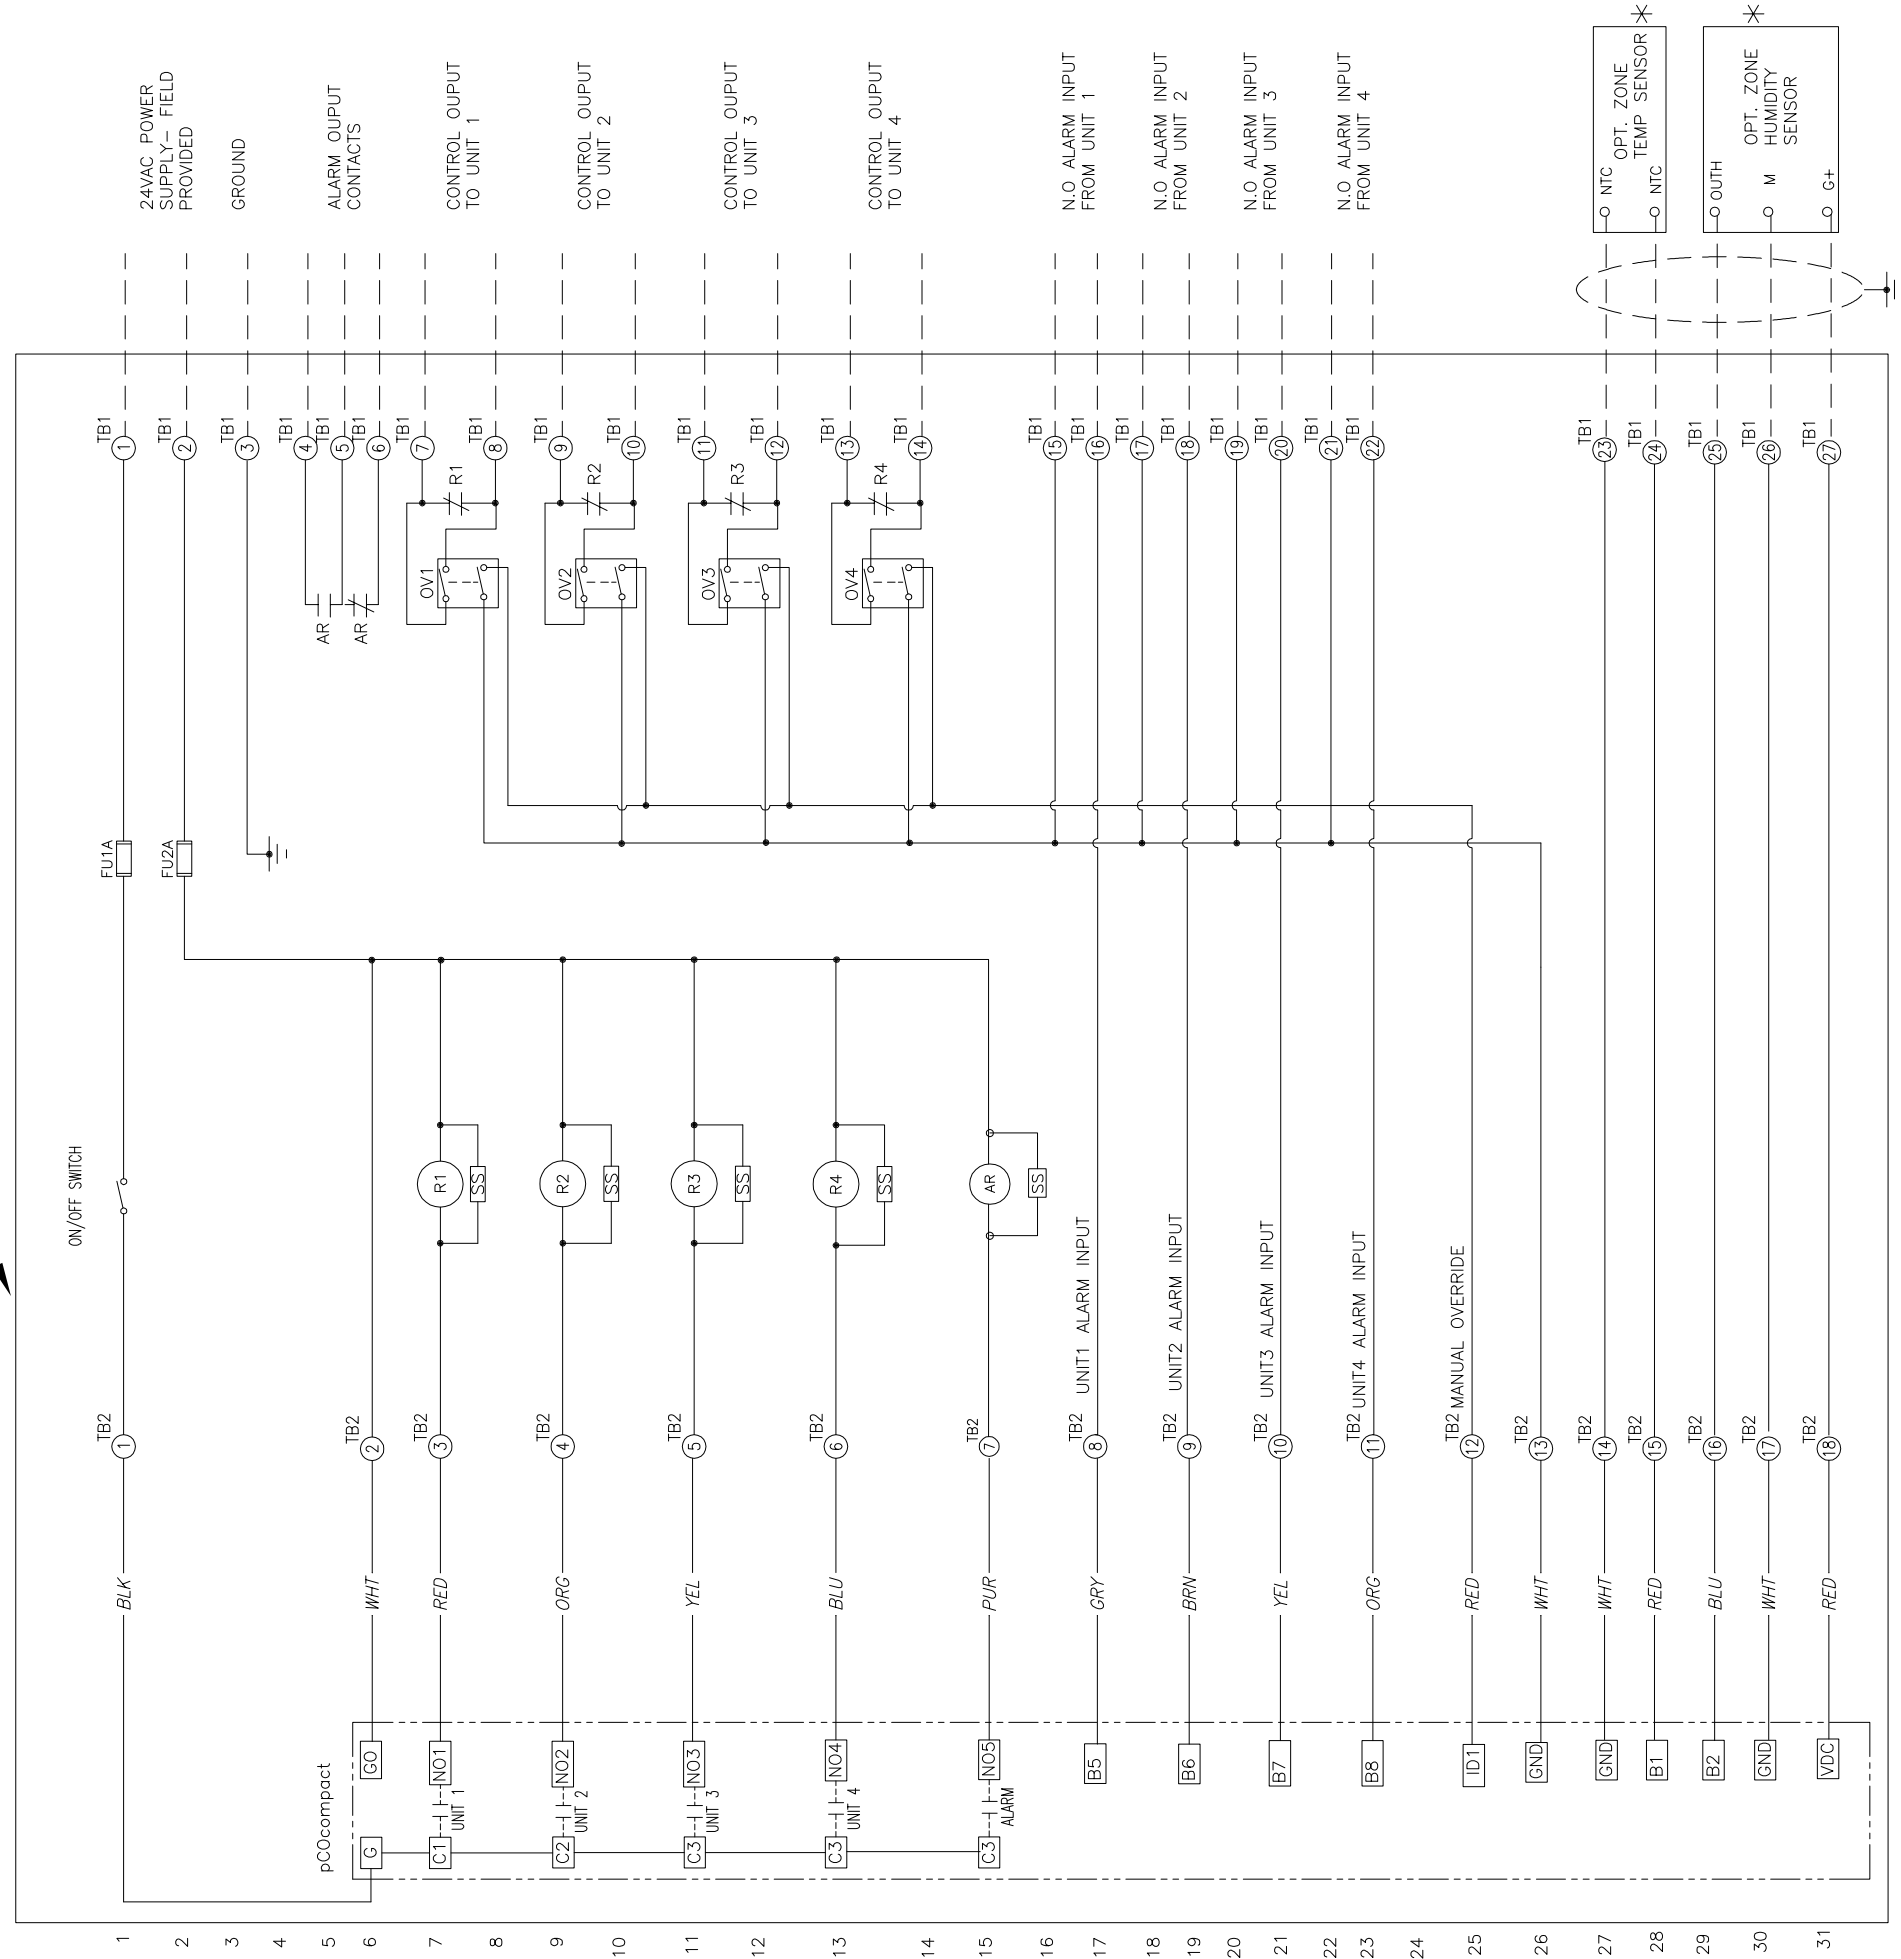 ON/OFF SWITCH
1
BLK
TB2
1
FU1A
TB1
1
24VAC POWER
SUPPLY– FIELD
PROVIDED
2
FU2A
TB1
2
3
TB1
3
GROUND
4
TB1
4
AR
ALARM OUPUT
CONTACTS
5
TB1
5
AR
TB1
6
pCOcompact
6
G
GO
WHT
TB2
2
7
C1
UNIT 1
NO1
RED
TB2
3
R1
SS
OV1
R1
TB1
7
CONTROL OUPUT
TO UNIT 1
8
TB1
8
9
C2
UNIT 2
NO2
ORG
TB2
4
R2
SS
OV2
R2
TB1
9
CONTROL OUPUT
TO UNIT 2
10
TB1
10
11
C3
UNIT 3
NO3
YEL
TB2
5
R3
SS
OV3
R3
TB1
11
CONTROL OUPUT
TO UNIT 3
12
TB1
12
13
C3
UNIT 4
NO4
BLU
TB2
6
R4
SS
OV4
R4
TB1
13
CONTROL OUPUT
TO UNIT 4
14
TB1
14
15
C3
ALARM
NO5
PUR
TB2
7
AR
SS
16
TB1
15
N.O ALARM INPUT
FROM UNIT 1
17
B5
GRY
TB2
8
UNIT1 ALARM INPUT
TB1
16
18
TB1
17
N.O ALARM INPUT
FROM UNIT 2
19
B6
BRN
TB2
9
UNIT2 ALARM INPUT
TB1
18
20
TB1
19
N.O ALARM INPUT
FROM UNIT 3
21
B7
YEL
TB2
10
UNIT3 ALARM INPUT
TB1
20
22
TB1
21
N.O ALARM INPUT
FROM UNIT 4
23
B8
ORG
TB2
11
UNIT4 ALARM INPUT
TB1
22
24
25
ID1
RED
TB2
12
MANUAL OVERRIDE
26
GND
WHT
TB2
13
27
GND
WHT
TB2
14
TB1
23
NTC
OPT. ZONE
TEMP SENSOR
28
B1
RED
TB2
15
TB1
24
NTC
29
B2
BLU
TB2
16
TB1
25
OUTH
OPT. ZONE
HUMIDITY
SENSOR
30
GND
WHT
TB2
17
TB1
26
M
31
VDC
RED
TB2
18
TB1
27
G+